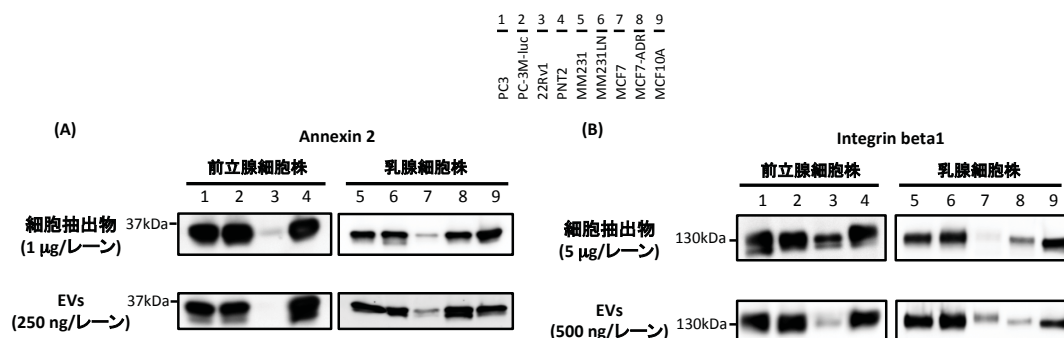 1 2 3 4 5 6 7 8 9
PC3
PC-3M-luc
22Rv1
PNT2
MM231
MM231LN
MCF7
MCF7-ADR
MCF10A
(A)
Annexin 2
前立腺細胞株 乳腺細胞株
1 2 3 4 5 6 7 8 9
細胞抽出物
(1 μg/レーン)
37kDa
EVs
(250 ng/レーン)
37kDa
(B)
Integrin beta1
前立腺細胞株 乳腺細胞株
1 2 3 4 5 6 7 8 9
細胞抽出物
(5 μg/レーン)
130kDa
EVs
(500 ng/レーン)
130kDa